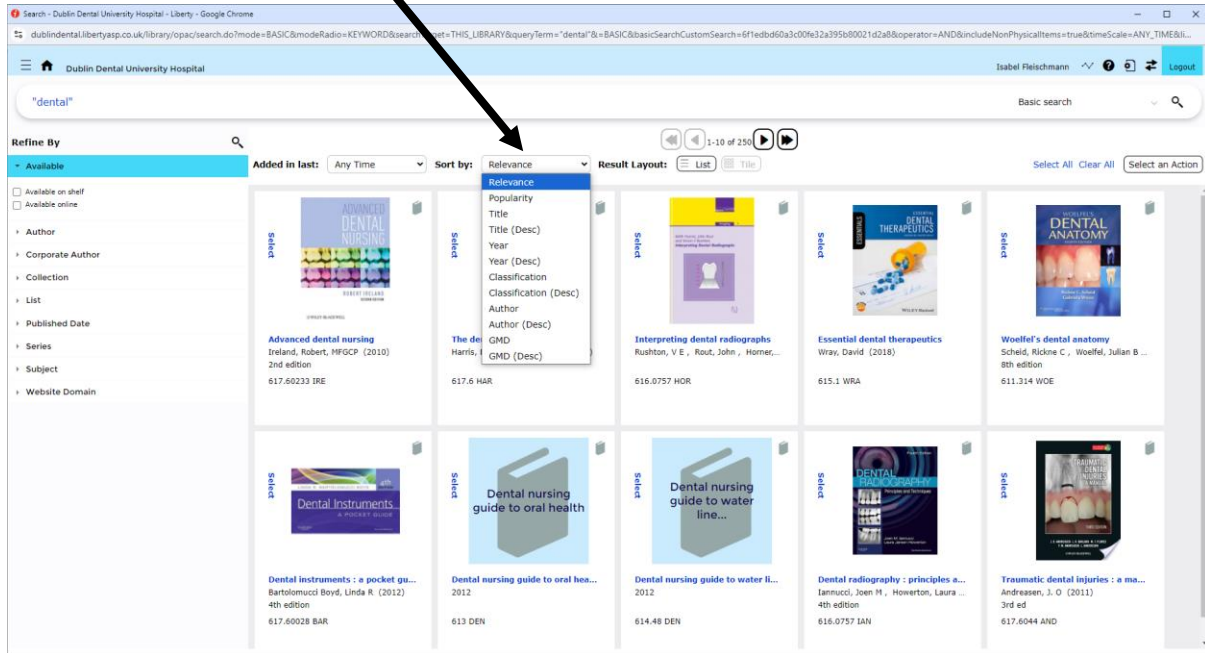 Search - Dublin Dental University Hospital - Liberty - Google Chrome
dublindental.libertyasp.co.uk/library/opac/search.do?mode=BASIC&modeRadio=KEYWORD&search
get=THIS_LIBRARY&queryTerm="dental"&=BASIC&basicSearchCustomSearch=6f1edbd60a3c00fe32a395b80021d2a8&operator=AND&includeNonPhysicalItems=true&timeScale=ANY_TIME&li...
Dublin Dental University Hospital
Isabel Fleischmann
Logout
"dental"
Basic search
Refine By
1-10 of 250
Available
Added in last: Any Time Sort by: Relevance Result Layout: List Tile
Select All Clear All Select an Action
Available on shelf
Available online
Author
Corporate Author
Collection
List
Published Date
Series
Subject
Website Domain
Relevance
Popularity
Title
Title (Desc)
Year
Year (Desc)
Classification
Classification (Desc)
Author
Author (Desc)
GMD
GMD (Desc)
Select
ADVANCED
DENTAL
NURSING
ROBERT IRELAND
Advanced dental nursing
Ireland, Robert, MFGCP (2010)
2nd edition
617.60233 IRE
Select
The de
Harris,
617.6 HAR
Select
Interpreting Dental Radiographs
Interpreting dental radiographs
Rushton, V E , Rout, John , Horner,...
616.0757 HOR
Select
ESSENTIALS
ESSENTIAL
DENTAL
THERAPEUTICS
WILEY Blackwell
Essential dental therapeutics
Wray, David (2018)
615.1 WRA
Select
WOELFEL'S
DENTAL
ANATOMY
Woelfel's dental anatomy
Scheid, Rickne C , Woelfel, Julian B ...
8th edition
611.314 WOE
Select
4th
Dental Instruments
A POCKET GUIDE
Dental instruments : a pocket gu...
Bartolomucci Boyd, Linda R (2012)
4th edition
617.60028 BAR
Select
Dental nursing
guide to oral health
Dental nursing guide to oral hea...
2012
613 DEN
Select
Dental nursing
guide to water
line...
Dental nursing guide to water li...
2012
614.48 DEN
Select
DENTAL
RADIOGRAPHY
Principles and Techniques
Dental radiography : principles a...
Iannucci, Joen M , Howerton, Laura ...
4th edition
616.0757 IAN
Select
TRAUMATIC
DENTAL
INJURIES
A MANUAL
Traumatic dental injuries : a ma...
Andreasen, J. O (2011)
3rd ed
617.6044 AND